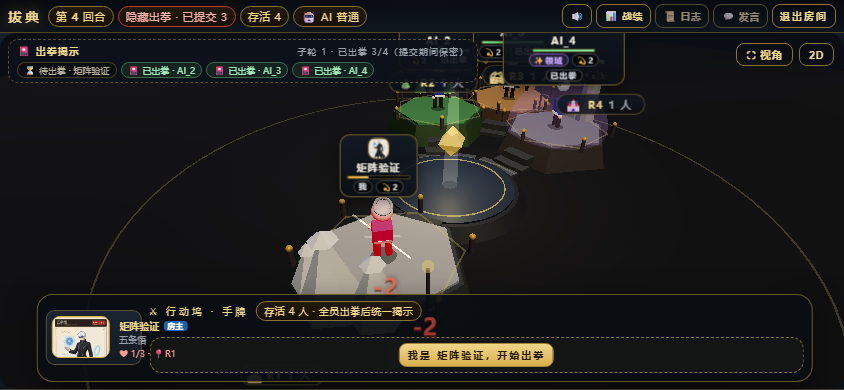 拔典 第 4 回合 隐藏出拳 · 已提交 3 存活 4 AI 普通 战绩 日志 发言 退出房间
出拳揭示 子轮 1 · 已出拳 3/4（提交期间保密）
待出拳 · 矩阵验证 已出拳 · AI_2 已出拳 · AI_3 已出拳 · AI_4
AI_4
领域 2
已出拳
视角 2D
R4 1 人
矩阵验证
我 2
-2
行动坞 · 手牌 存活 4 人 · 全员出拳后统一揭示
矩阵验证 房主
五条悟
-2
1/3 · R1
我是 矩阵验证，开始出拳